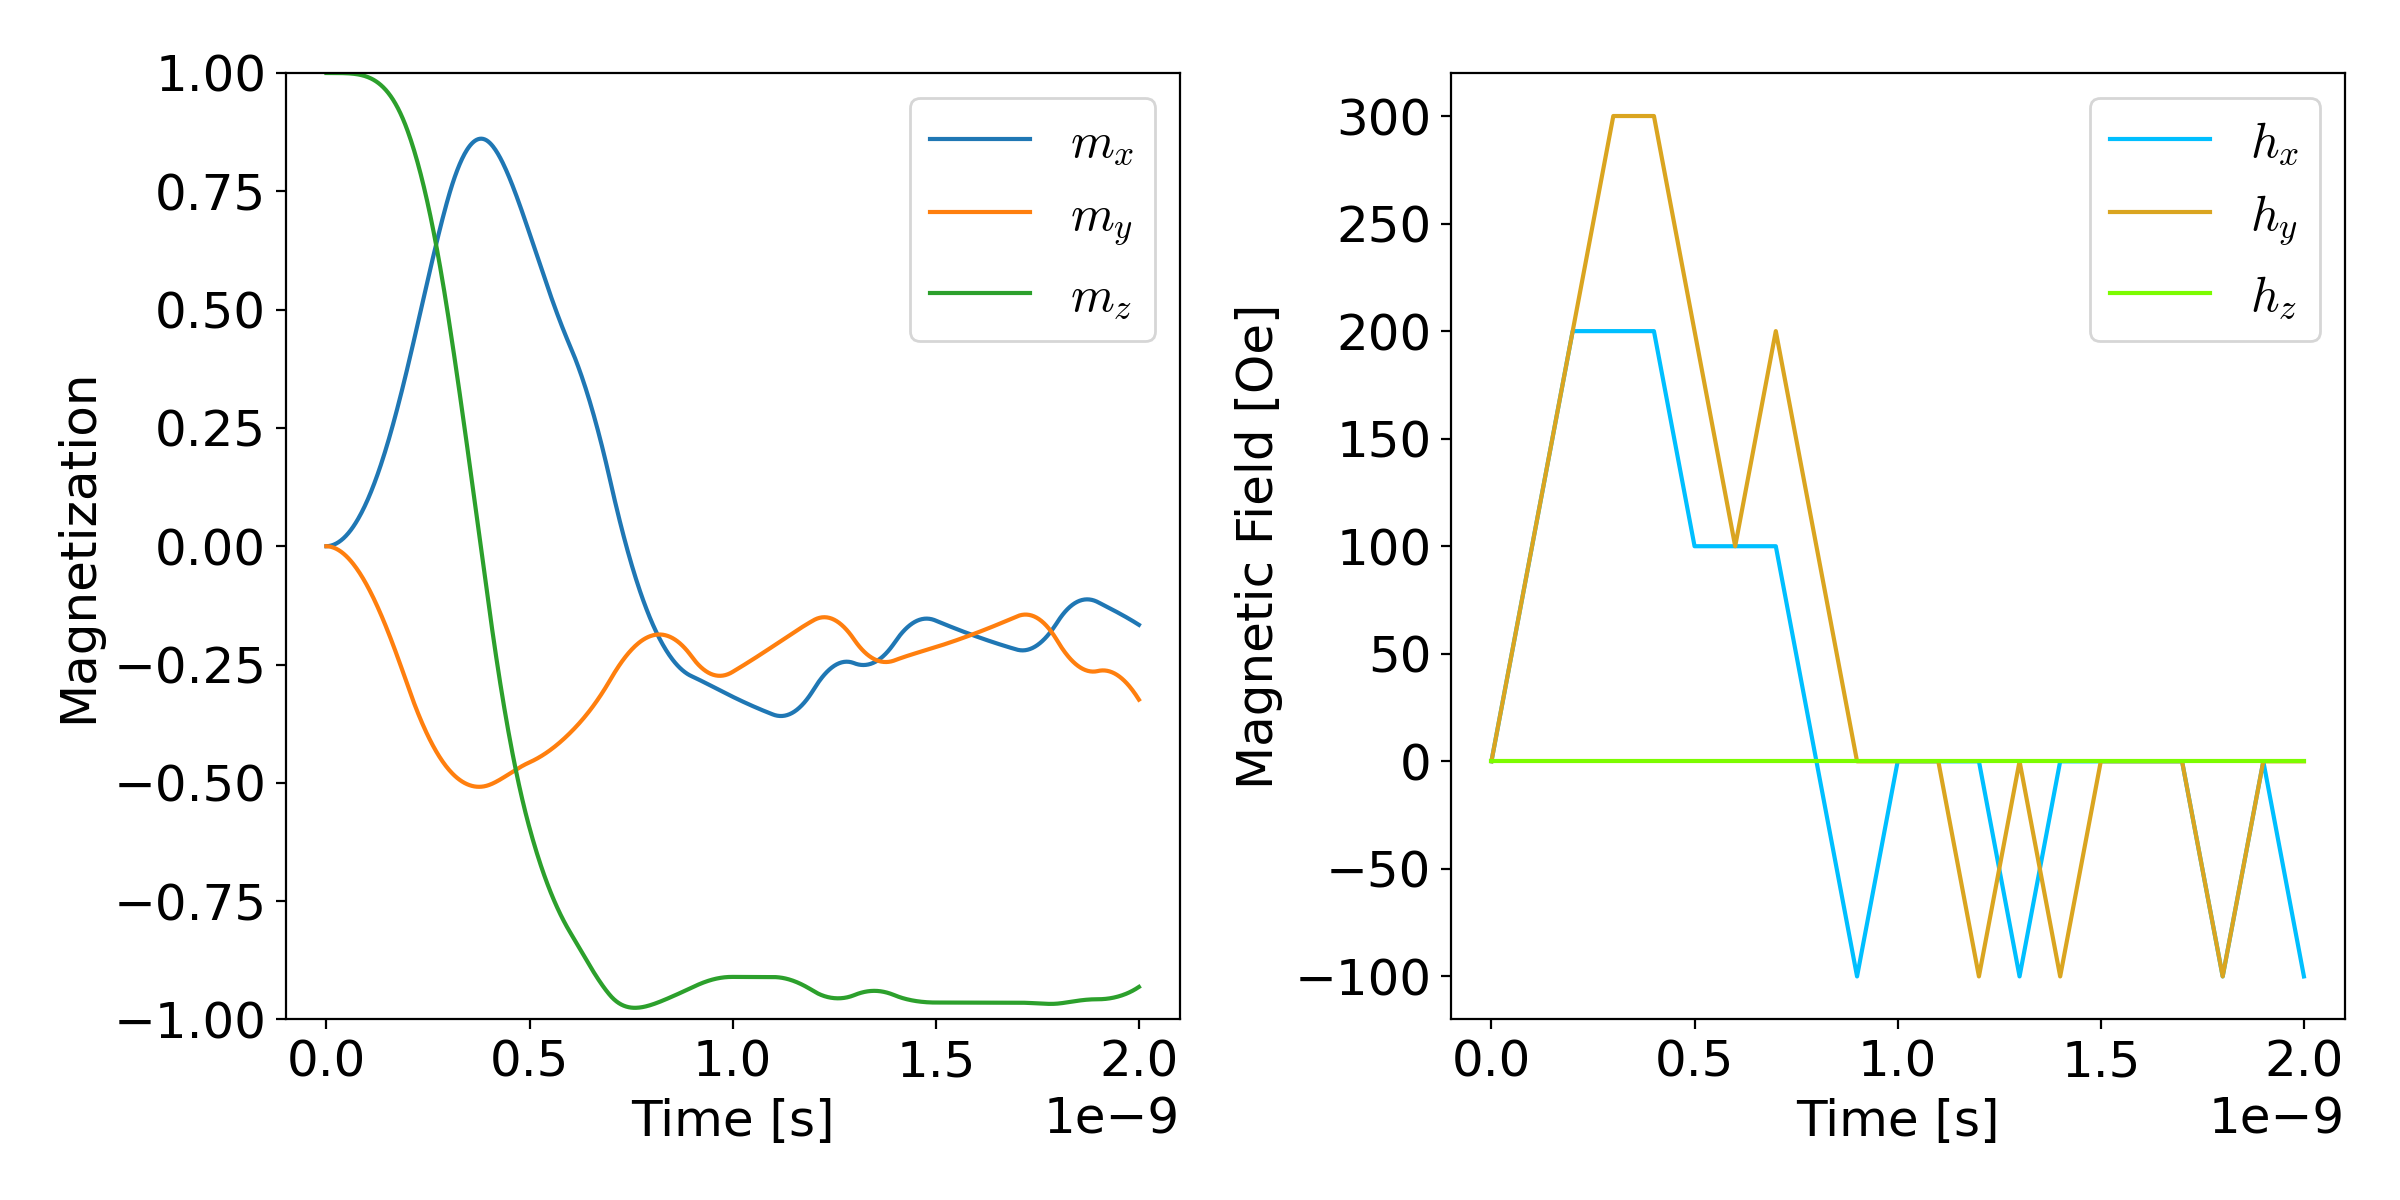 Magnetization
1.00
0.75
0.50
0.25
0.00
−0.25
−0.50
−0.75
−1.00
0.0 0.5 1.0 1.5 2.0
Time [s]
1e−9
m_x
m_y
m_z
Magnetic Field [Oe]
300
250
200
150
100
50
0
−50
−100
0.0 0.5 1.0 1.5 2.0
Time [s]
1e−9
h_x
h_y
h_z